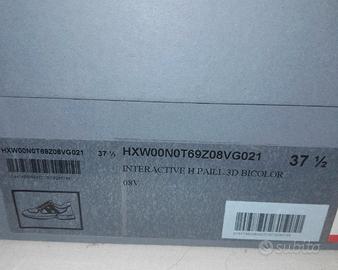 HXW00N0T69Z08VG021 37 ½
HXW00N0T69Z08VG021 37 ½
INTERACTIVE H PAILL.3D BICOLOR
08V
subito